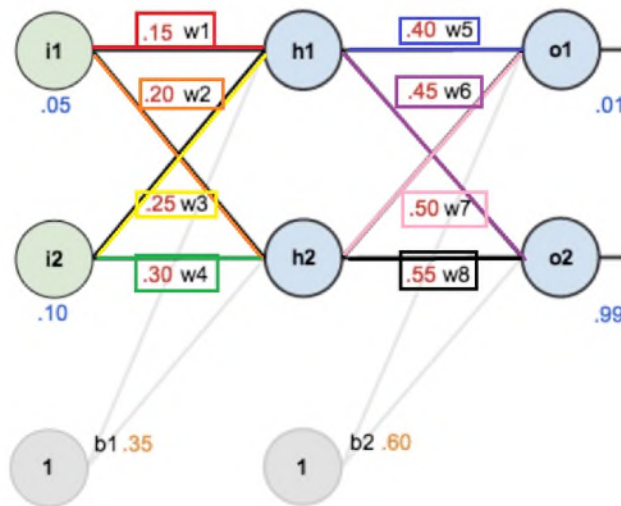 .15 w1
.40 w5
i1
h1
o1
.20 w2
.45 w6
.05
.01
.25 w3
.50 w7
i2
h2
o2
.30 w4
.55 w8
.10
.99
b1 .35
b2 .60
1
1